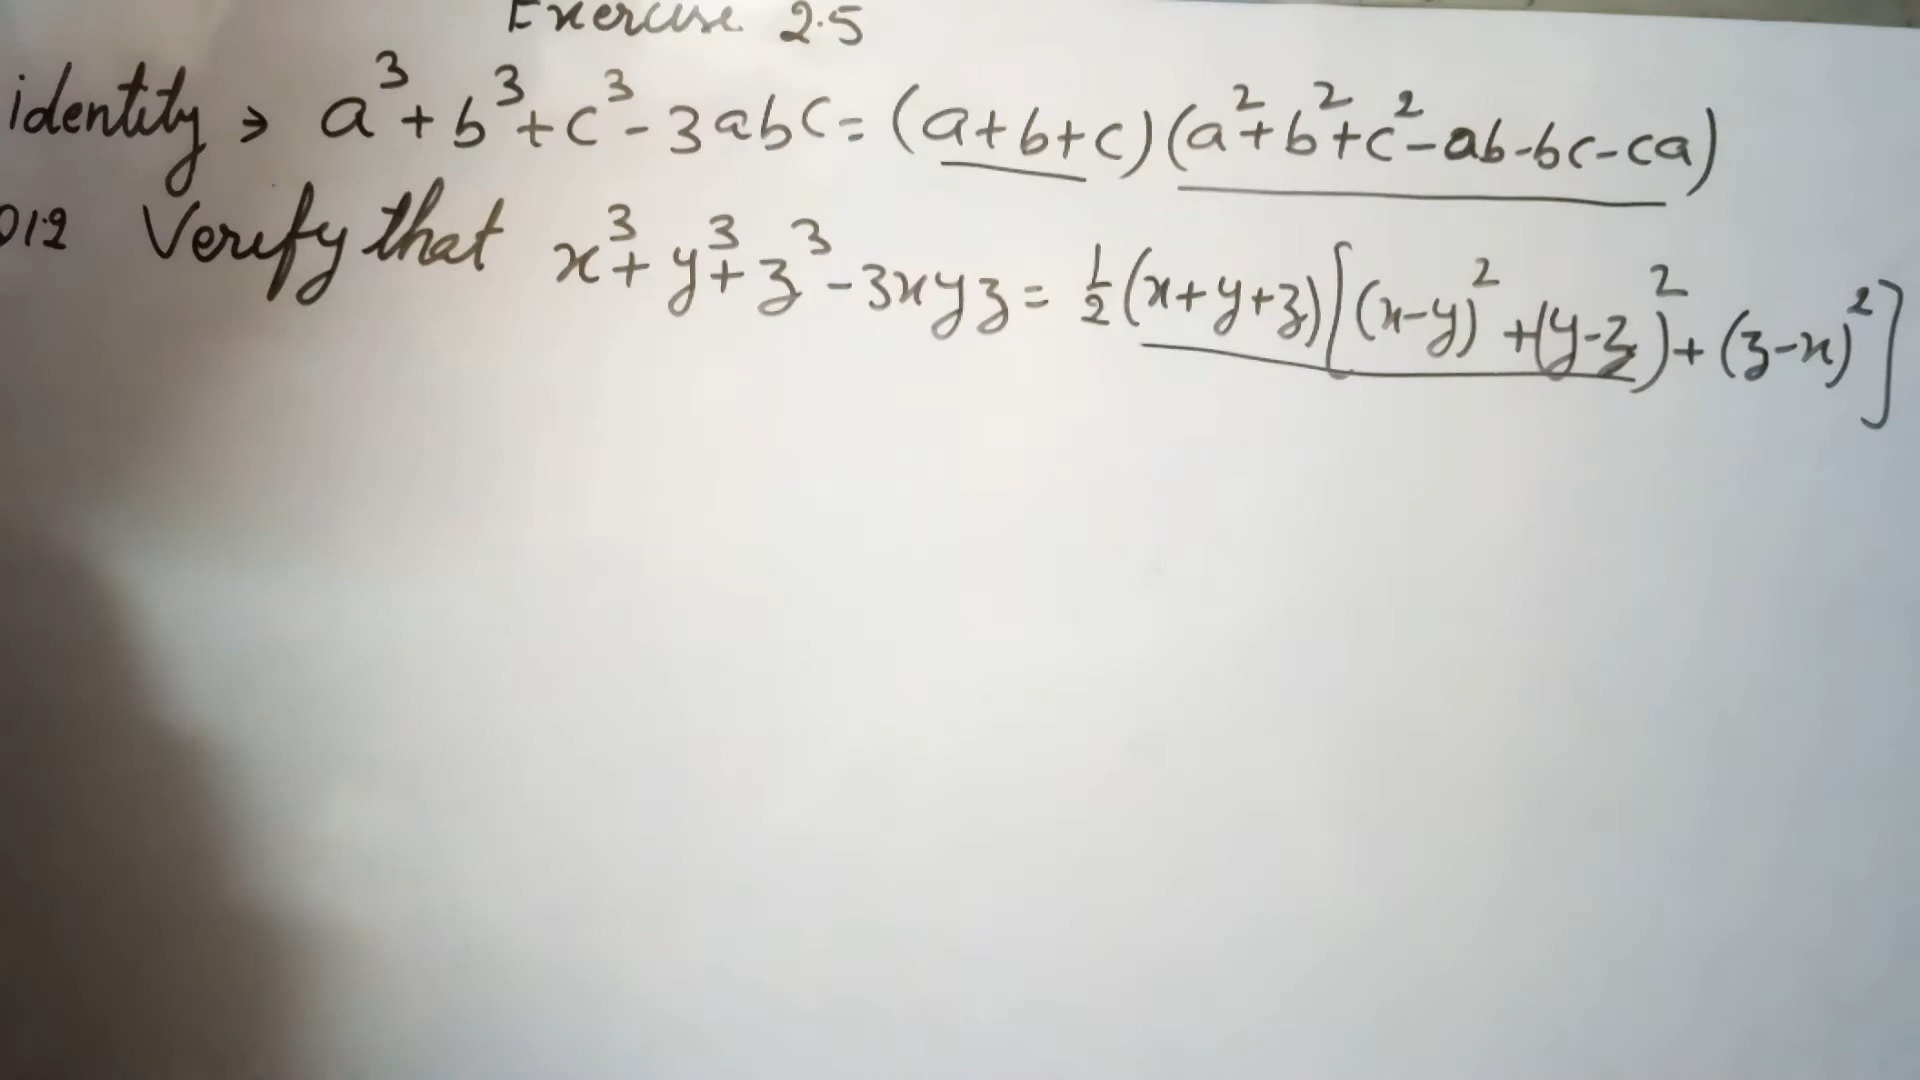 Exercise 2.5
identity → a³+b³+c³-3abc=(a+b+c)(a²+b²+c²-ab-bc-ca)
Q12 Verify that x³+y³+z³-3xyz=½(x+y+z)[(x-y)²+(y-z)²+(z-x)²]